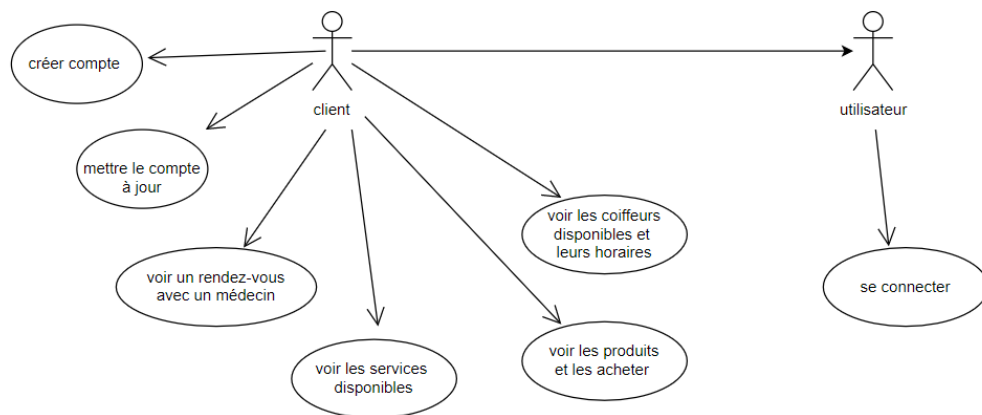 créer compte
client
utilisateur
mettre le compte
à jour
voir les coiffeurs
disponibles et
leurs horaires
voir un rendez-vous
avec un médecin
se connecter
voir les services
disponibles
voir les produits
et les acheter